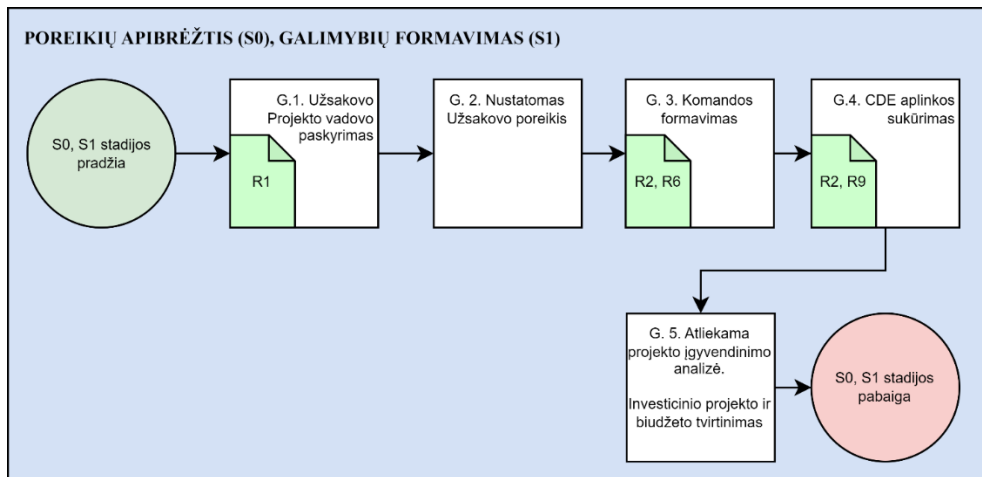 POREIKIŲ APIBRĖŽTIS (S0), GALIMYBIŲ FORMAVIMAS (S1)
S0, S1 stadijos
pradžia
G.1. Užsakovo
Projekto vadovo
paskyrimas
R1
G. 2. Nustatomas
Užsakovo poreikis
G. 3. Komandos
formavimas
R2, R6
G.4. CDE aplinkos
sukūrimas
R2, R9
G. 5. Atliekama
projekto įgyvendinimo
analizė.
Investicinio projekto ir
biudžeto tvirtinimas
S0, S1 stadijos
pabaiga